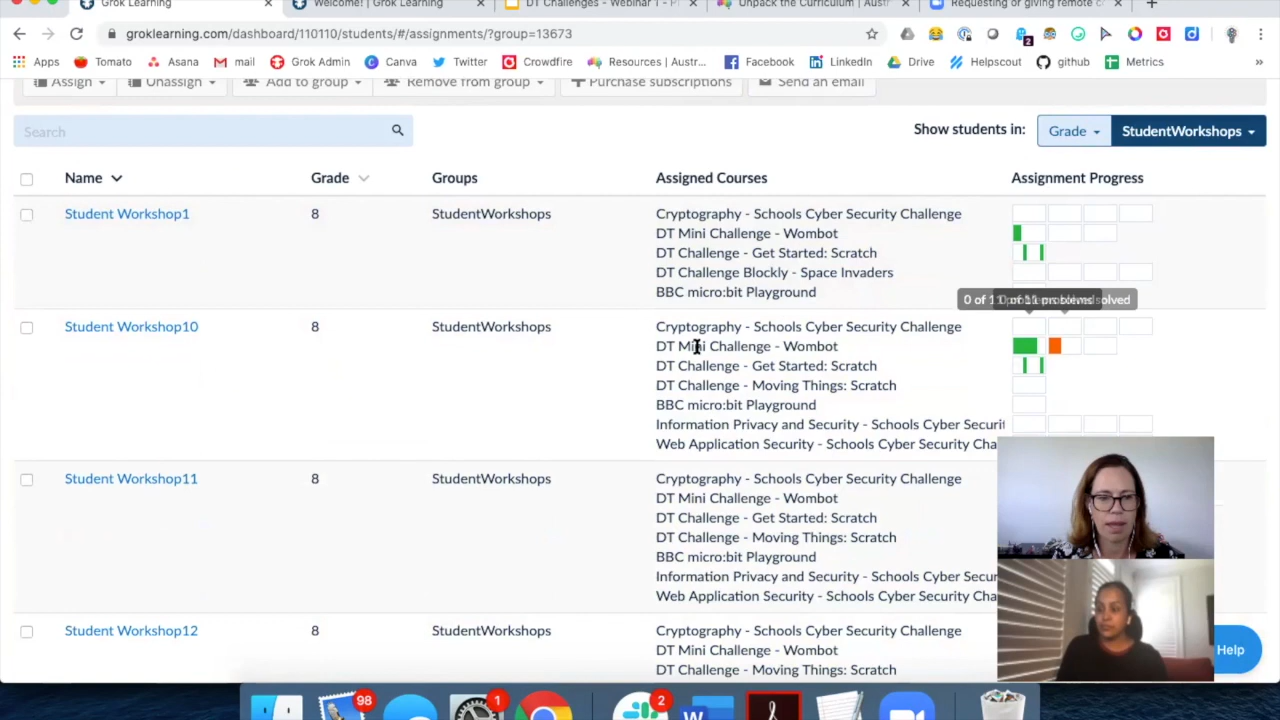 Grok Learning
Welcome! | Grok Learning
DT Challenges - Webinar 1 - P
Unpack the Curriculum | Aust
Requesting or giving remote c
groklearning.com/dashboard/110110/students/#/assignments/?group=13673
2
Apps Tomato Asana mail Grok Admin Canva Twitter Crowdfire Resources | Austr... Facebook LinkedIn Drive Helpscout github Metrics »
Assign Unassign Add to group Remove from group Purchase subscriptions Send an email
Search
Show students in: Grade StudentWorkshops
Name Grade Groups Assigned Courses Assignment Progress
Student Workshop1 8 StudentWorkshops Cryptography - Schools Cyber Security Challenge
DT Mini Challenge - Wombot
DT Challenge - Get Started: Scratch
DT Challenge Blockly - Space Invaders
BBC micro:bit Playground
0 of 11 0 of 11 problems solved
Student Workshop10 8 StudentWorkshops Cryptography - Schools Cyber Security Challenge
DT Mini Challenge - Wombot
DT Challenge - Get Started: Scratch
DT Challenge - Moving Things: Scratch
BBC micro:bit Playground
Information Privacy and Security - Schools Cyber Securit
Web Application Security - Schools Cyber Security Cha
Student Workshop11 8 StudentWorkshops Cryptography - Schools Cyber Security Challenge
DT Mini Challenge - Wombot
DT Challenge - Get Started: Scratch
DT Challenge - Moving Things: Scratch
BBC micro:bit Playground
Information Privacy and Security - Schools Cyber Secur
Web Application Security - Schools Cyber Security Cha
Student Workshop12 8 StudentWorkshops Cryptography - Schools Cyber Security Challenge
DT Mini Challenge - Wombot
DT Challenge - Moving Things: Scratch
Help
98 1 2 W